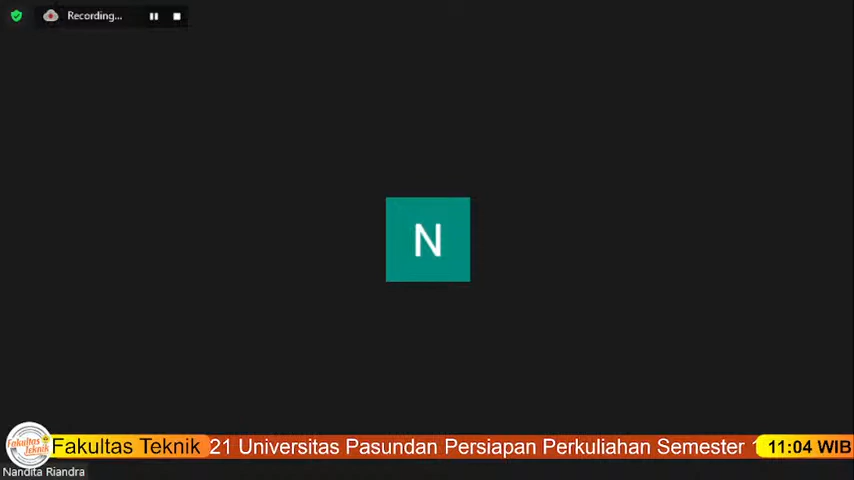 Recording...
N
Fakultas Teknik
Fakultas Teknik 21 Universitas Pasundan Persiapan Perkuliahan Semester 11:04 WIB
Nandita Riandra